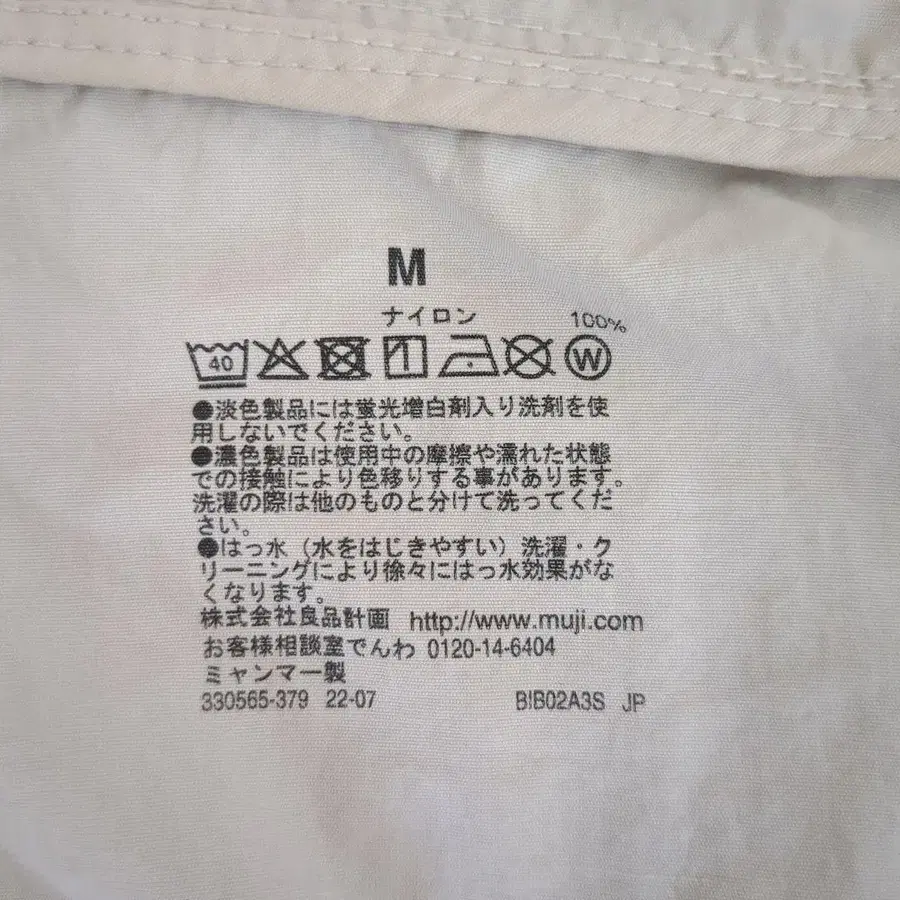 M
ナイロン 100%
40
W
●淡色製品には蛍光増白剤入り洗剤を使
用しないでください。
●濃色製品は使用中の摩擦や濡れた状態
での接触により色移りする事があります。
洗濯の際は他のものと分けて洗ってくだ
さい。
●はっ水（水をはじきやすい）洗濯・ク
リーニングにより徐々にはっ水効果がな
くなります。
株式会社良品計画 http://www.muji.com
お客様相談室でんわ 0120-14-6404
ミャンマー製
330565-379 22-07 BIB02A3S JP